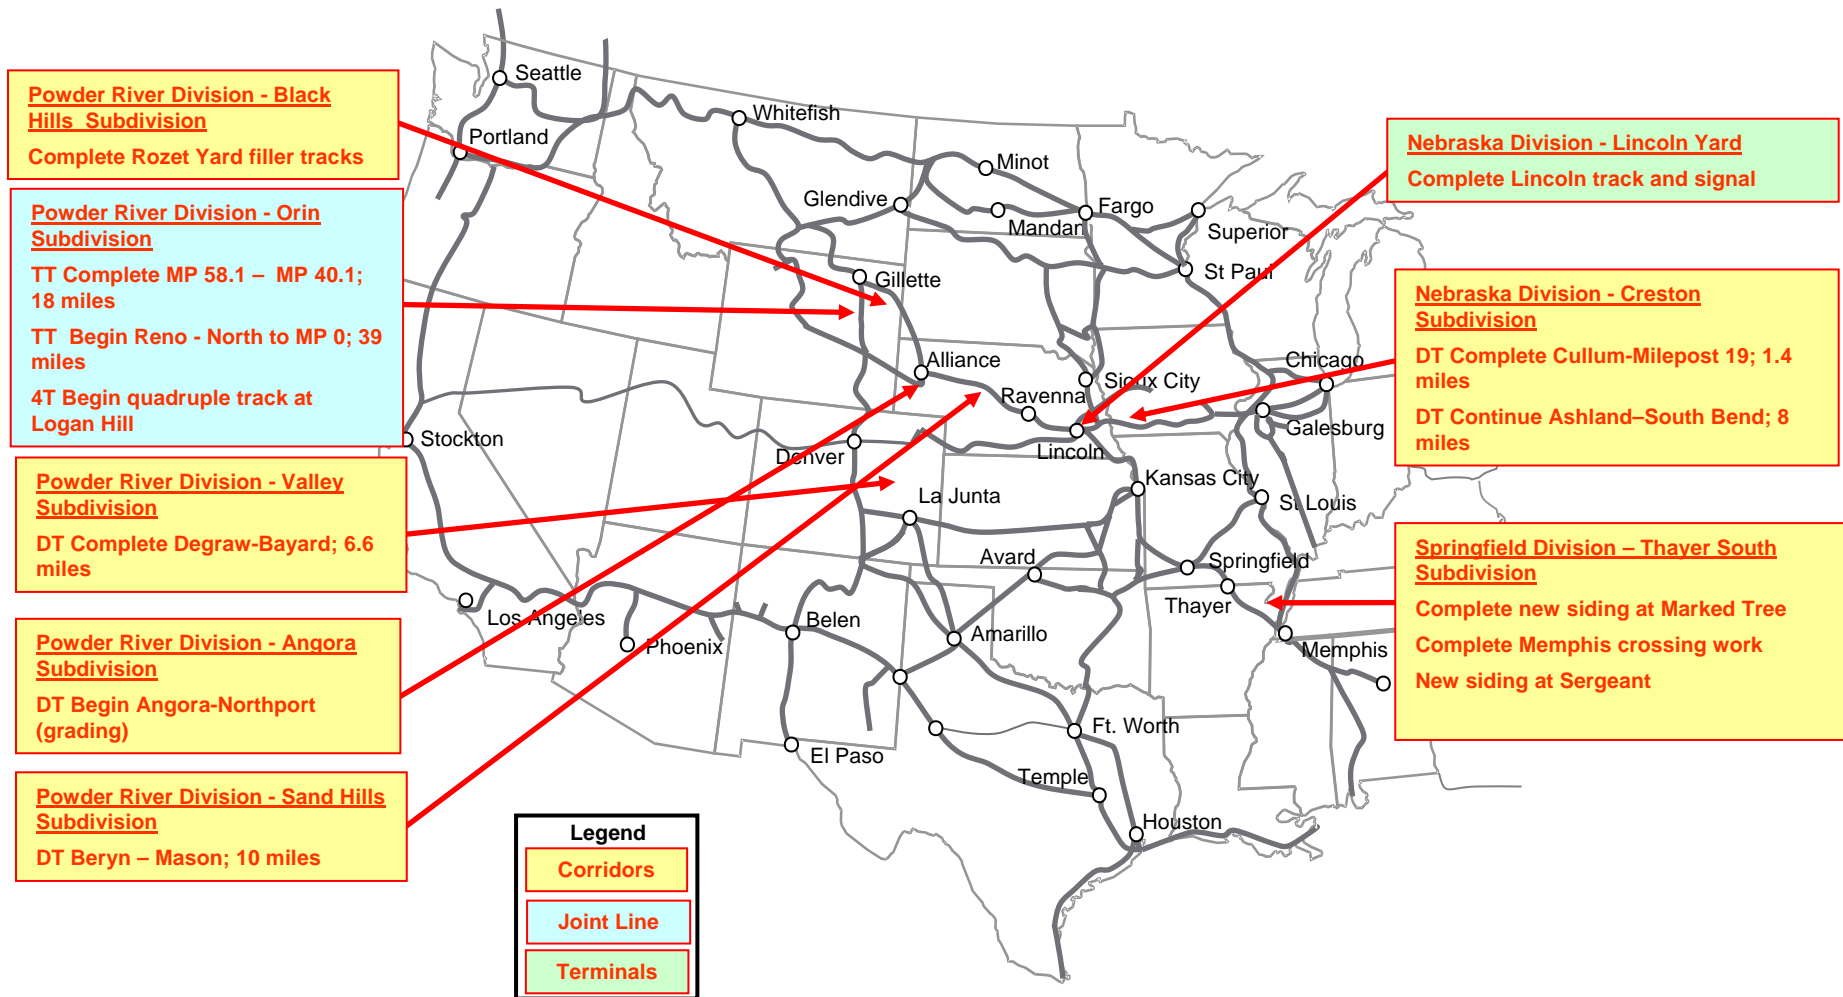 Powder River Division - Black
Hills  Subdivision
Complete Rozet Yard filler tracks
Powder River Division - Orin
Subdivision
TT Complete MP 58.1 –  MP 40.1;
18 miles
TT  Begin Reno - North to MP 0; 39
miles
4T Begin quadruple track at
Logan Hill
Powder River Division - Valley
Subdivision
DT Complete Degraw-Bayard; 6.6
miles
Powder River Division - Angora
Subdivision
DT Begin Angora-Northport
(grading)
Powder River Division - Sand Hills
Subdivision
DT Beryn – Mason; 10 miles
Seattle
Portland
Whitefish
Minot
Glendive
Mandan
Fargo
Superior
St Paul
Gillette
Alliance
Ravenna
Sioux City
Chicago
Galesburg
Lincoln
Stockton
Denver
La Junta
Kansas City
St Louis
Avard
Springfield
Thayer
Los Angeles
Phoenix
Belen
Amarillo
Memphis
El Paso
Ft. Worth
Temple
Houston
Nebraska Division - Lincoln Yard
Complete Lincoln track and signal
Nebraska Division - Creston
Subdivision
DT Complete Cullum-Milepost 19; 1.4
miles
DT Continue Ashland–South Bend; 8
miles
Springfield Division – Thayer South
Subdivision
Complete new siding at Marked Tree
Complete Memphis crossing work
New siding at Sergeant
Legend
Corridors
Joint Line
Terminals